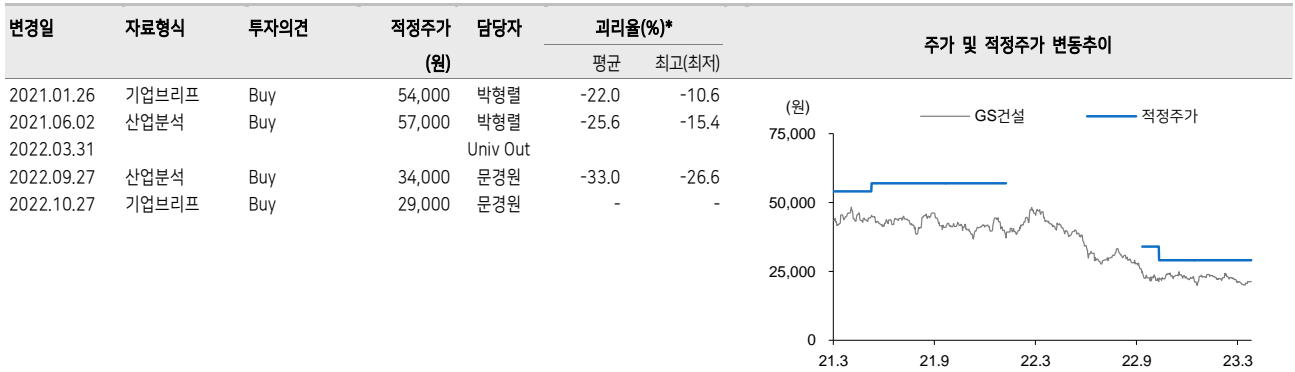 변경일 자료형식 투자의견 적정주가 담당자 괴리율(%)* 주가 및 적정주가 변동추이
(원) 평균 최고(최저)
2021.01.26 기업브리프 Buy 54,000 박형렬 -22.0 -10.6
2021.06.02 산업분석 Buy 57,000 박형렬 -25.6 -15.4
2022.03.31 Univ Out
2022.09.27 산업분석 Buy 34,000 문경원 -33.0 -26.6
2022.10.27 기업브리프 Buy 29,000 문경원 - -
(원) GS건설 적정주가
75,000
50,000
25,000
0
21.3 21.9 22.3 22.9 23.3